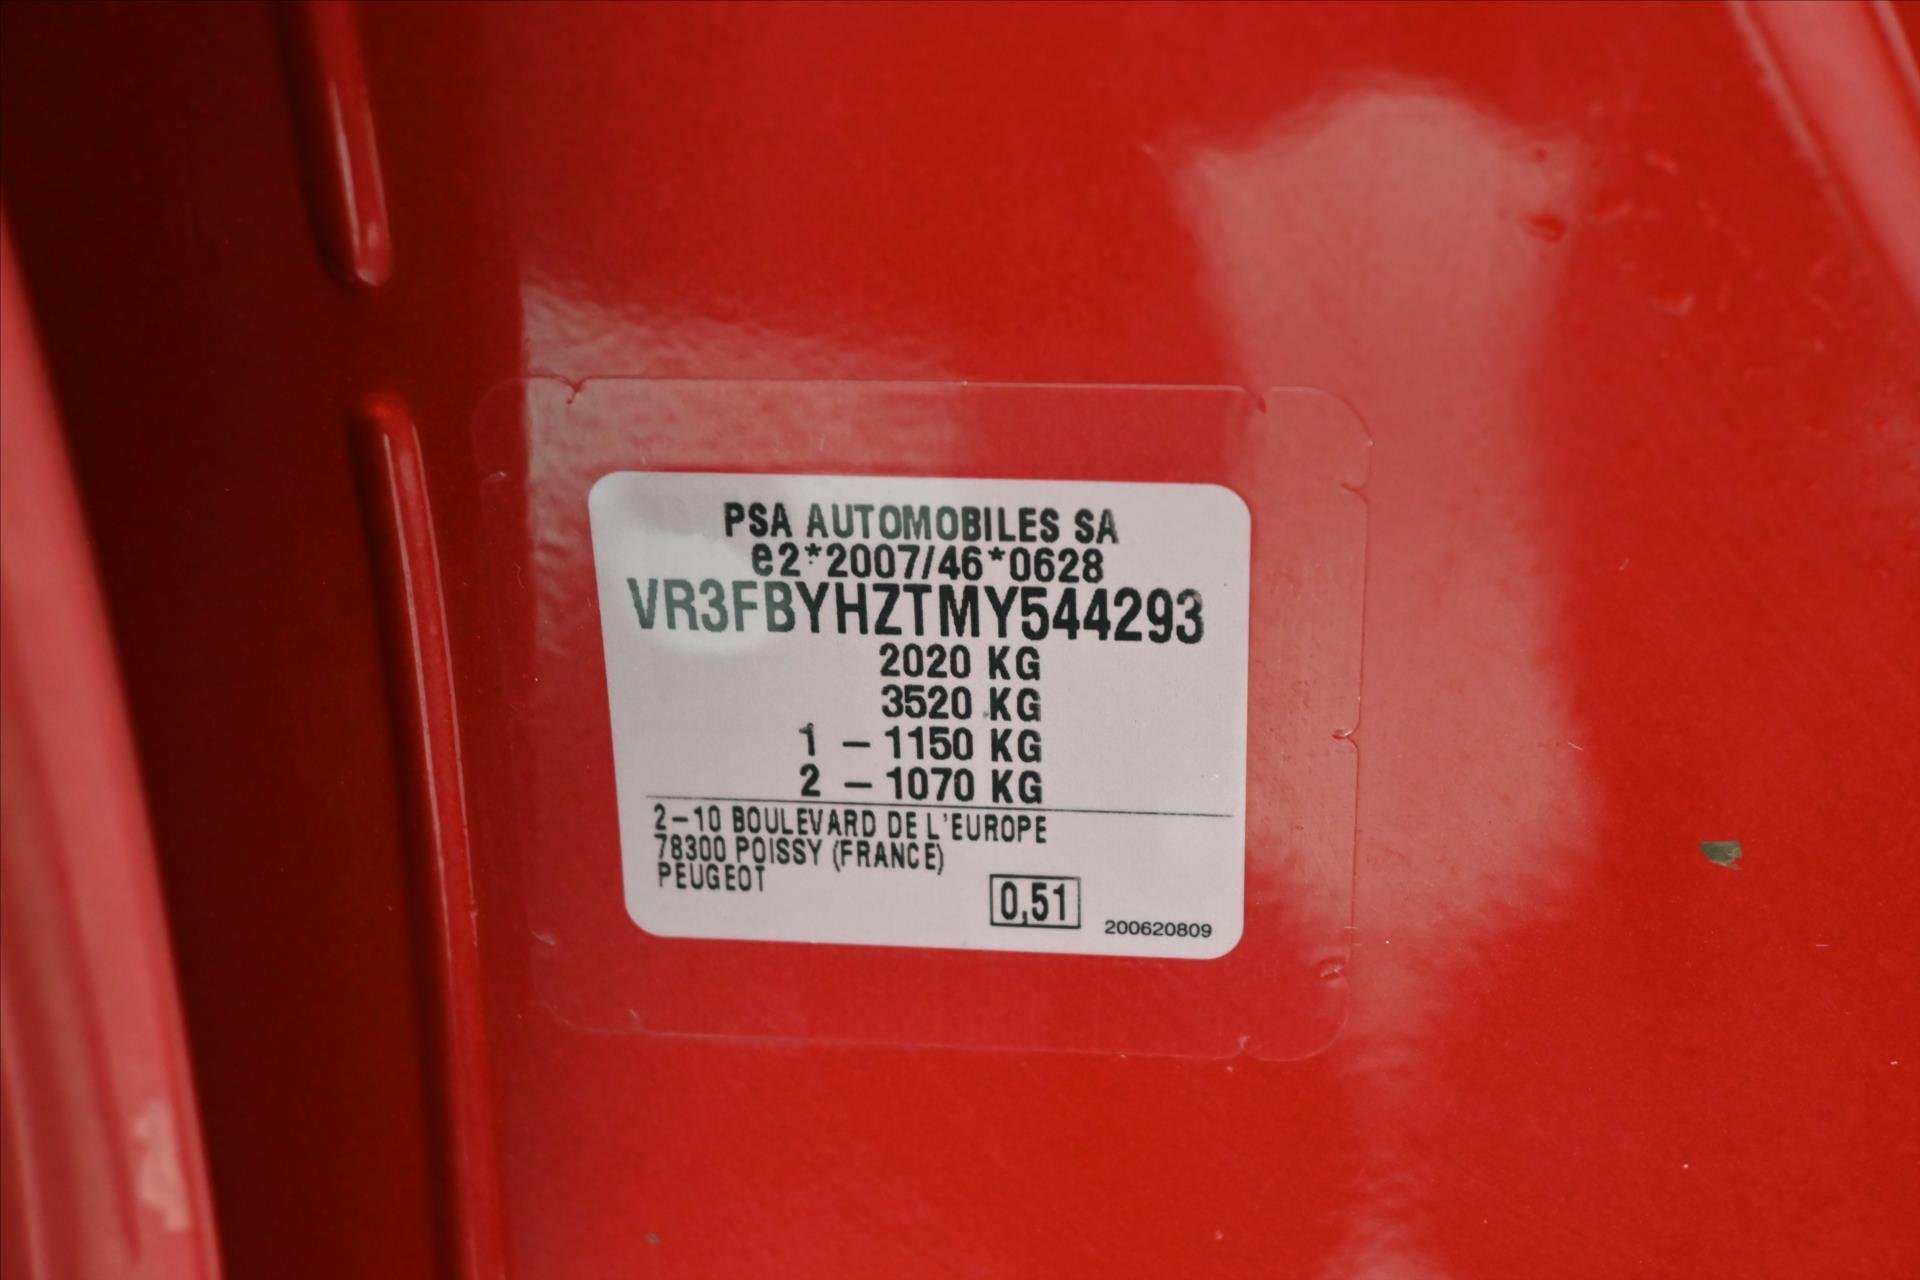 PSA AUTOMOBILES SA
e2*2007/46*0628
VR3FBYHZTMY544293
2020 KG
3520 KG
1 – 1150 KG
2 – 1070 KG
2–10 BOULEVARD DE L'EUROPE
78300 POISSY (FRANCE)
PEUGEOT
0,51
200620809